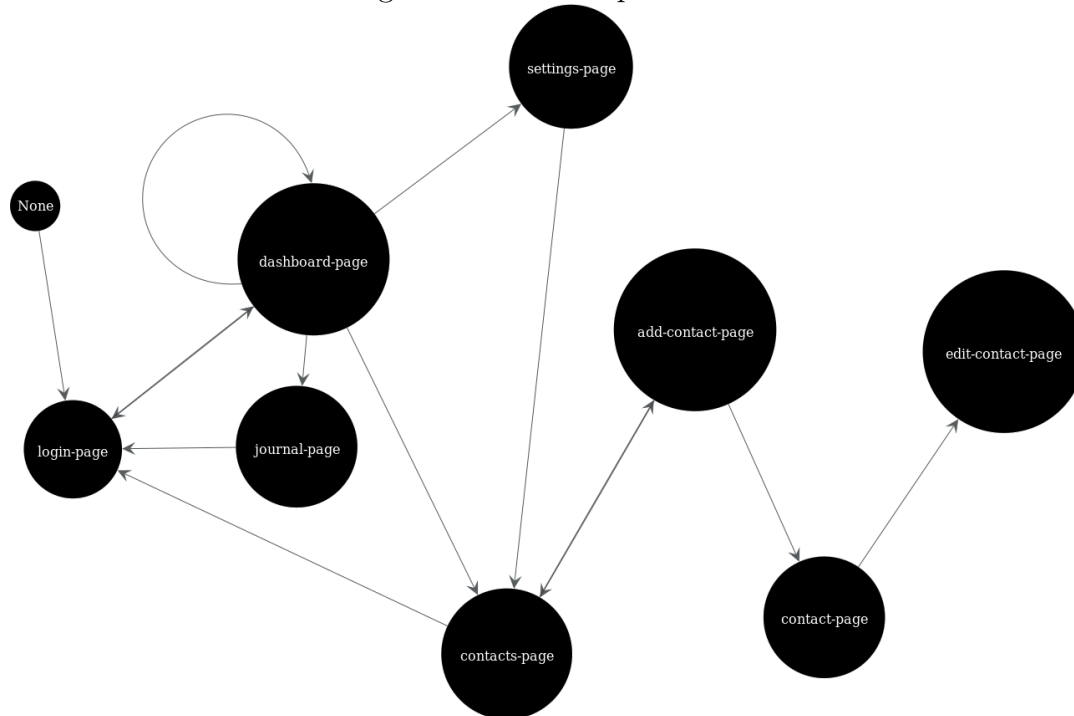 settings-page
None
dashboard-page
add-contact-page
edit-contact-page
login-page
journal-page
contact-page
contacts-page